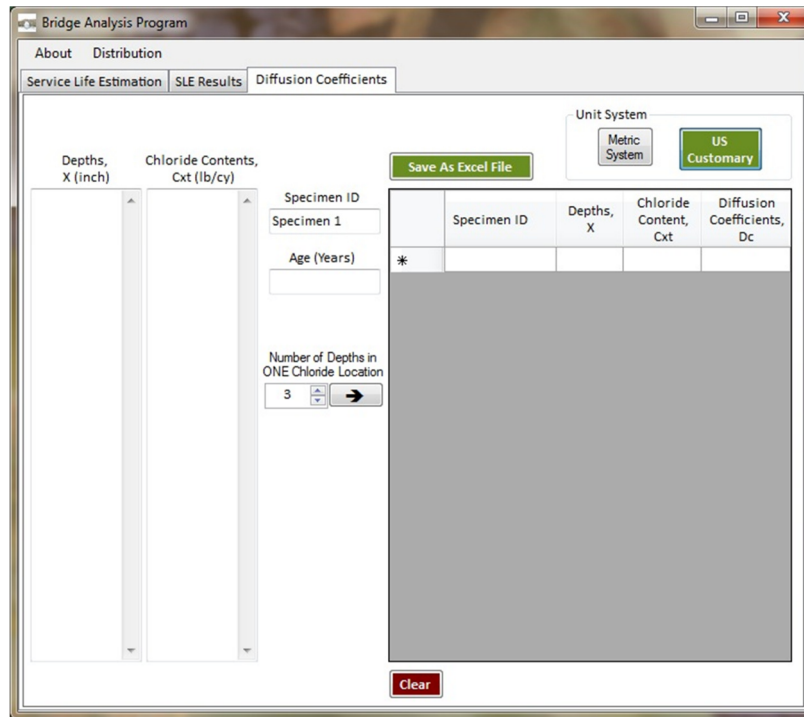 Bridge Analysis Program
About Distribution
Service Life Estimation SLE Results Diffusion Coefficients
Unit System
Metric
System
US
Customary
Depths,
X (inch)
Chloride Contents,
Cxt (lb/cy)
Save As Excel File
Specimen ID
Specimen 1
Age (Years)
Number of Depths in
ONE Chloride Location
3
Specimen ID
Depths,
X
Chloride
Content,
Cxt
Diffusion
Coefficients,
Dc
*
Clear